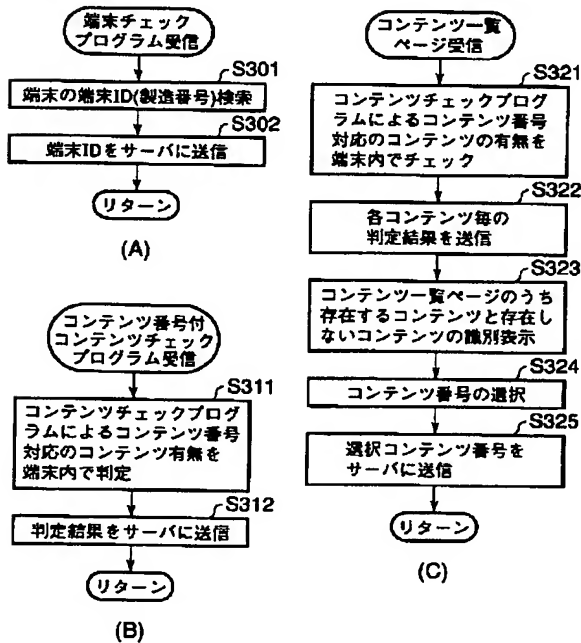 端末チェック
プログラム受信
S301
端末の端末ID(製造番号)検索
S302
端末IDをサーバに送信
リターン
(A)
コンテンツ番号付
コンテンツチェック
プログラム受信
S311
コンテンツチェックプログ
ラムによるコンテンツ番号
対応のコンテンツ有無を
端末内で判定
S312
判定結果をサーバに送信
リターン
(B)
コンテンツ一覧
ページ受信
S321
コンテンツチェックプログ
ラムによるコンテンツ番号
対応のコンテンツの有無を
端末内でチェック
S322
各コンテンツ毎の
判定結果を送信
S323
コンテンツ一覧ページのうち
存在するコンテンツと存在し
ないコンテンツの識別表示
S324
コンテンツ番号の選択
S325
選択コンテンツ番号を
サーバに送信
リターン
(C)